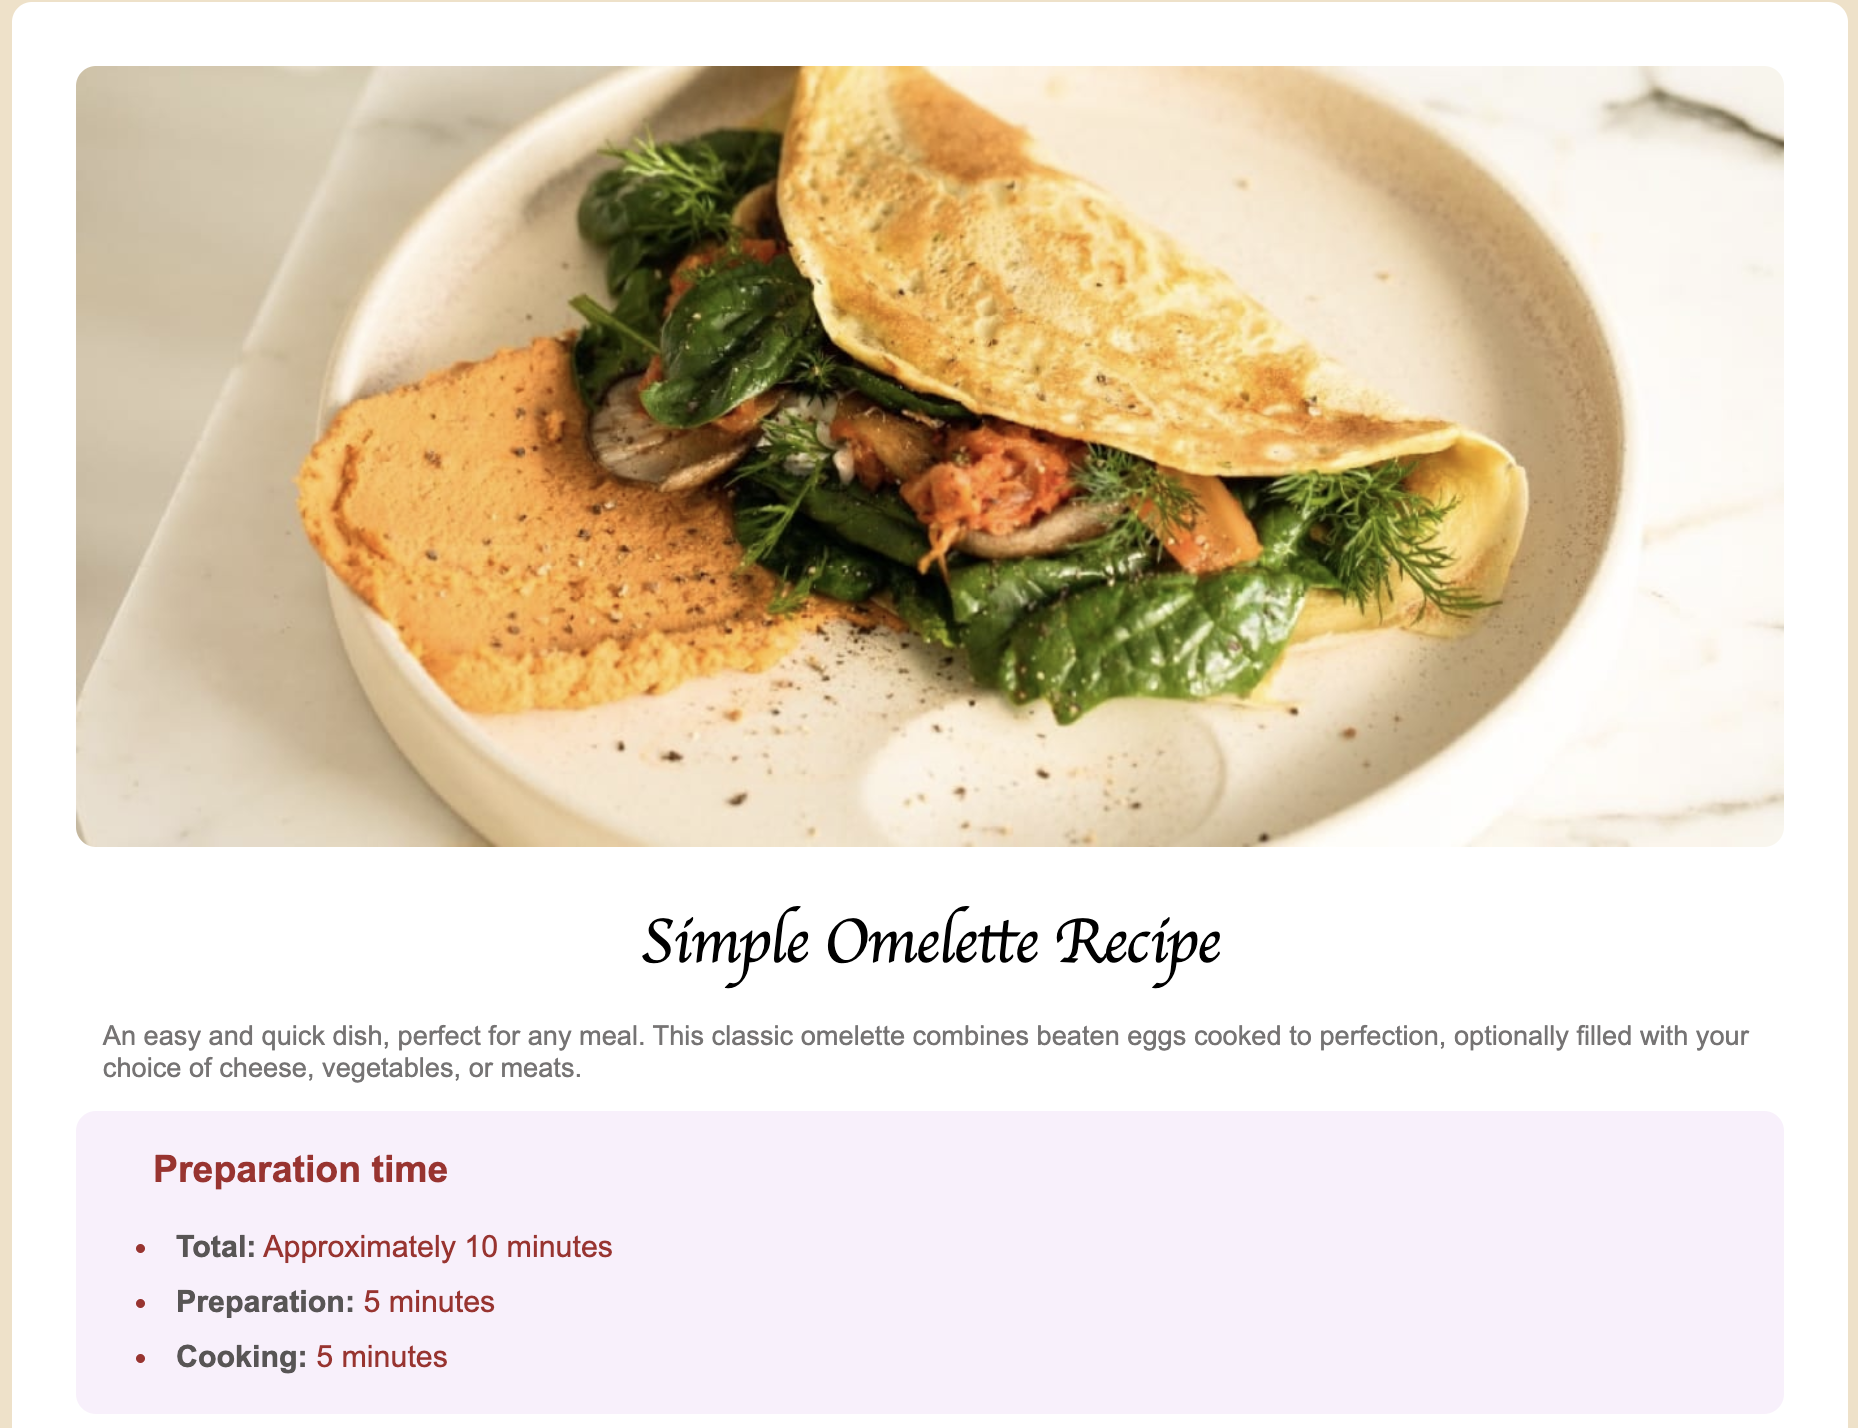 Simple Omelette Recipe
An easy and quick dish, perfect for any meal. This classic omelette combines beaten eggs cooked to perfection, optionally filled with your
choice of cheese, vegetables, or meats.
Preparation time
Total: Approximately 10 minutes
Preparation: 5 minutes
Cooking: 5 minutes